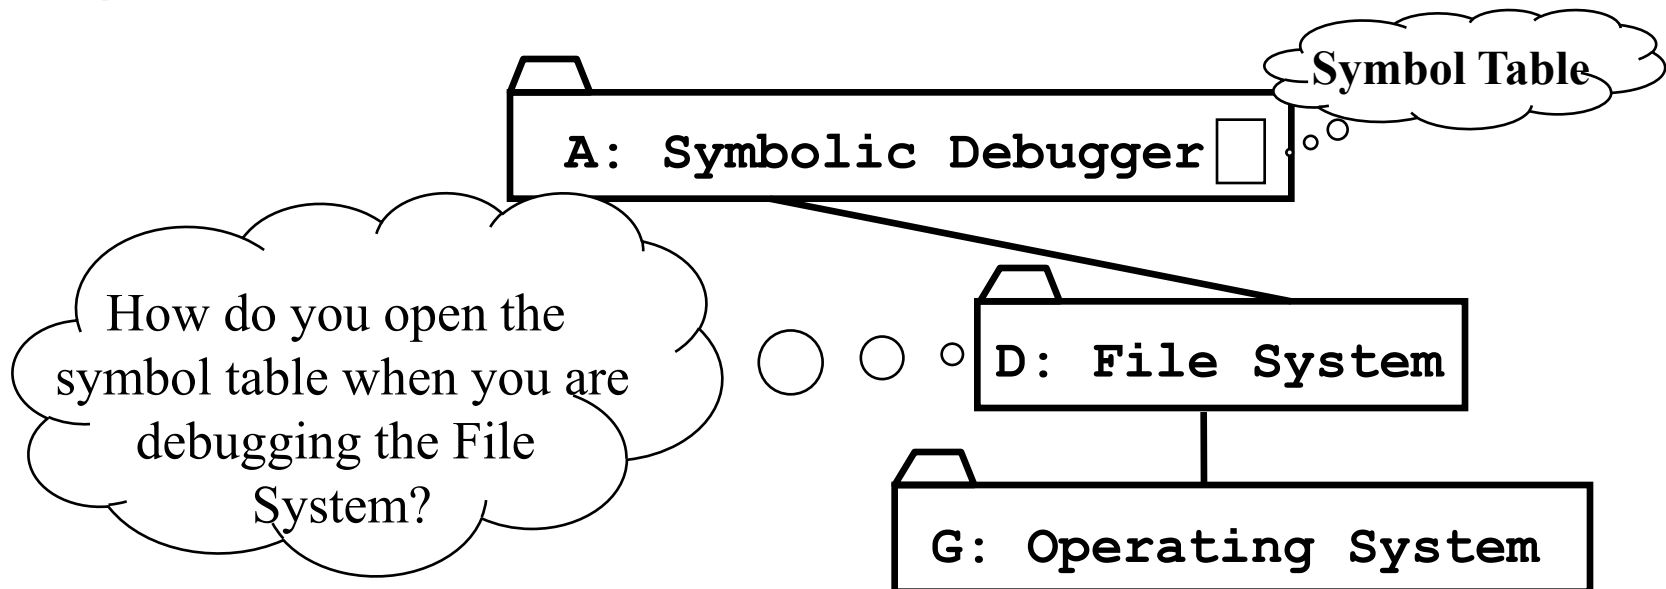 Symbol Table
A: Symbolic Debugger
How do you open the
symbol table when you are
debugging the File
System?
D: File System
G: Operating System